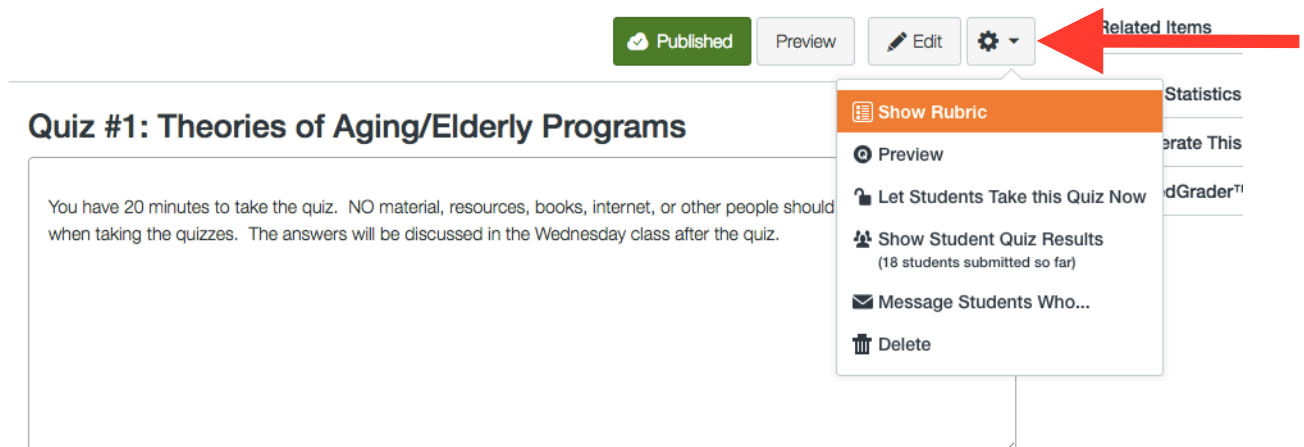 Published Preview Edit
Related Items
Show Rubric
Preview
Let Students Take this Quiz Now
Show Student Quiz Results
(18 students submitted so far)
Message Students Who...
Delete
Statistics
This
Quiz #1: Theories of Aging/Elderly Programs
You have 20 minutes to take the quiz. NO material, resources, books, internet, or other people should
when taking the quizzes. The answers will be discussed in the Wednesday class after the quiz.